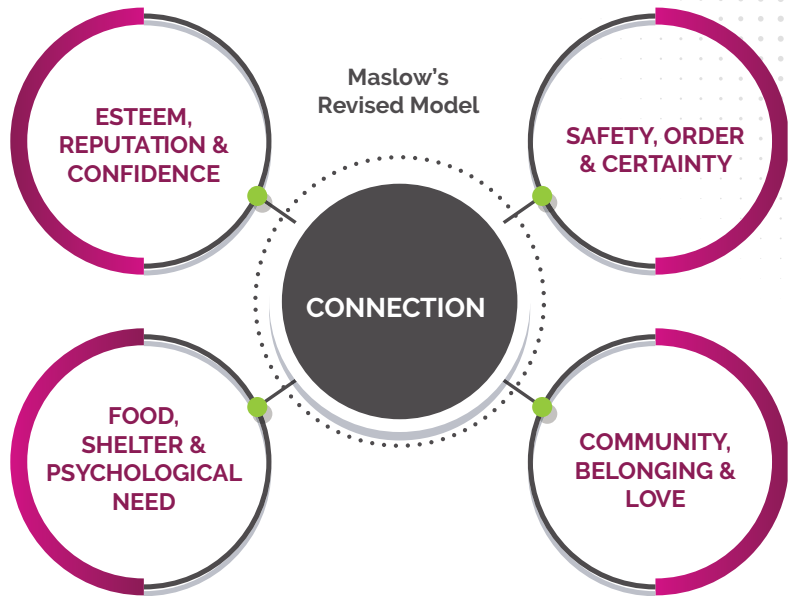 Maslow's
Revised Model
ESTEEM,
REPUTATION &
CONFIDENCE
SAFETY, ORDER
& CERTAINTY
CONNECTION
FOOD,
SHELTER &
PSYCHOLOGICAL
NEED
COMMUNITY,
BELONGING &
LOVE